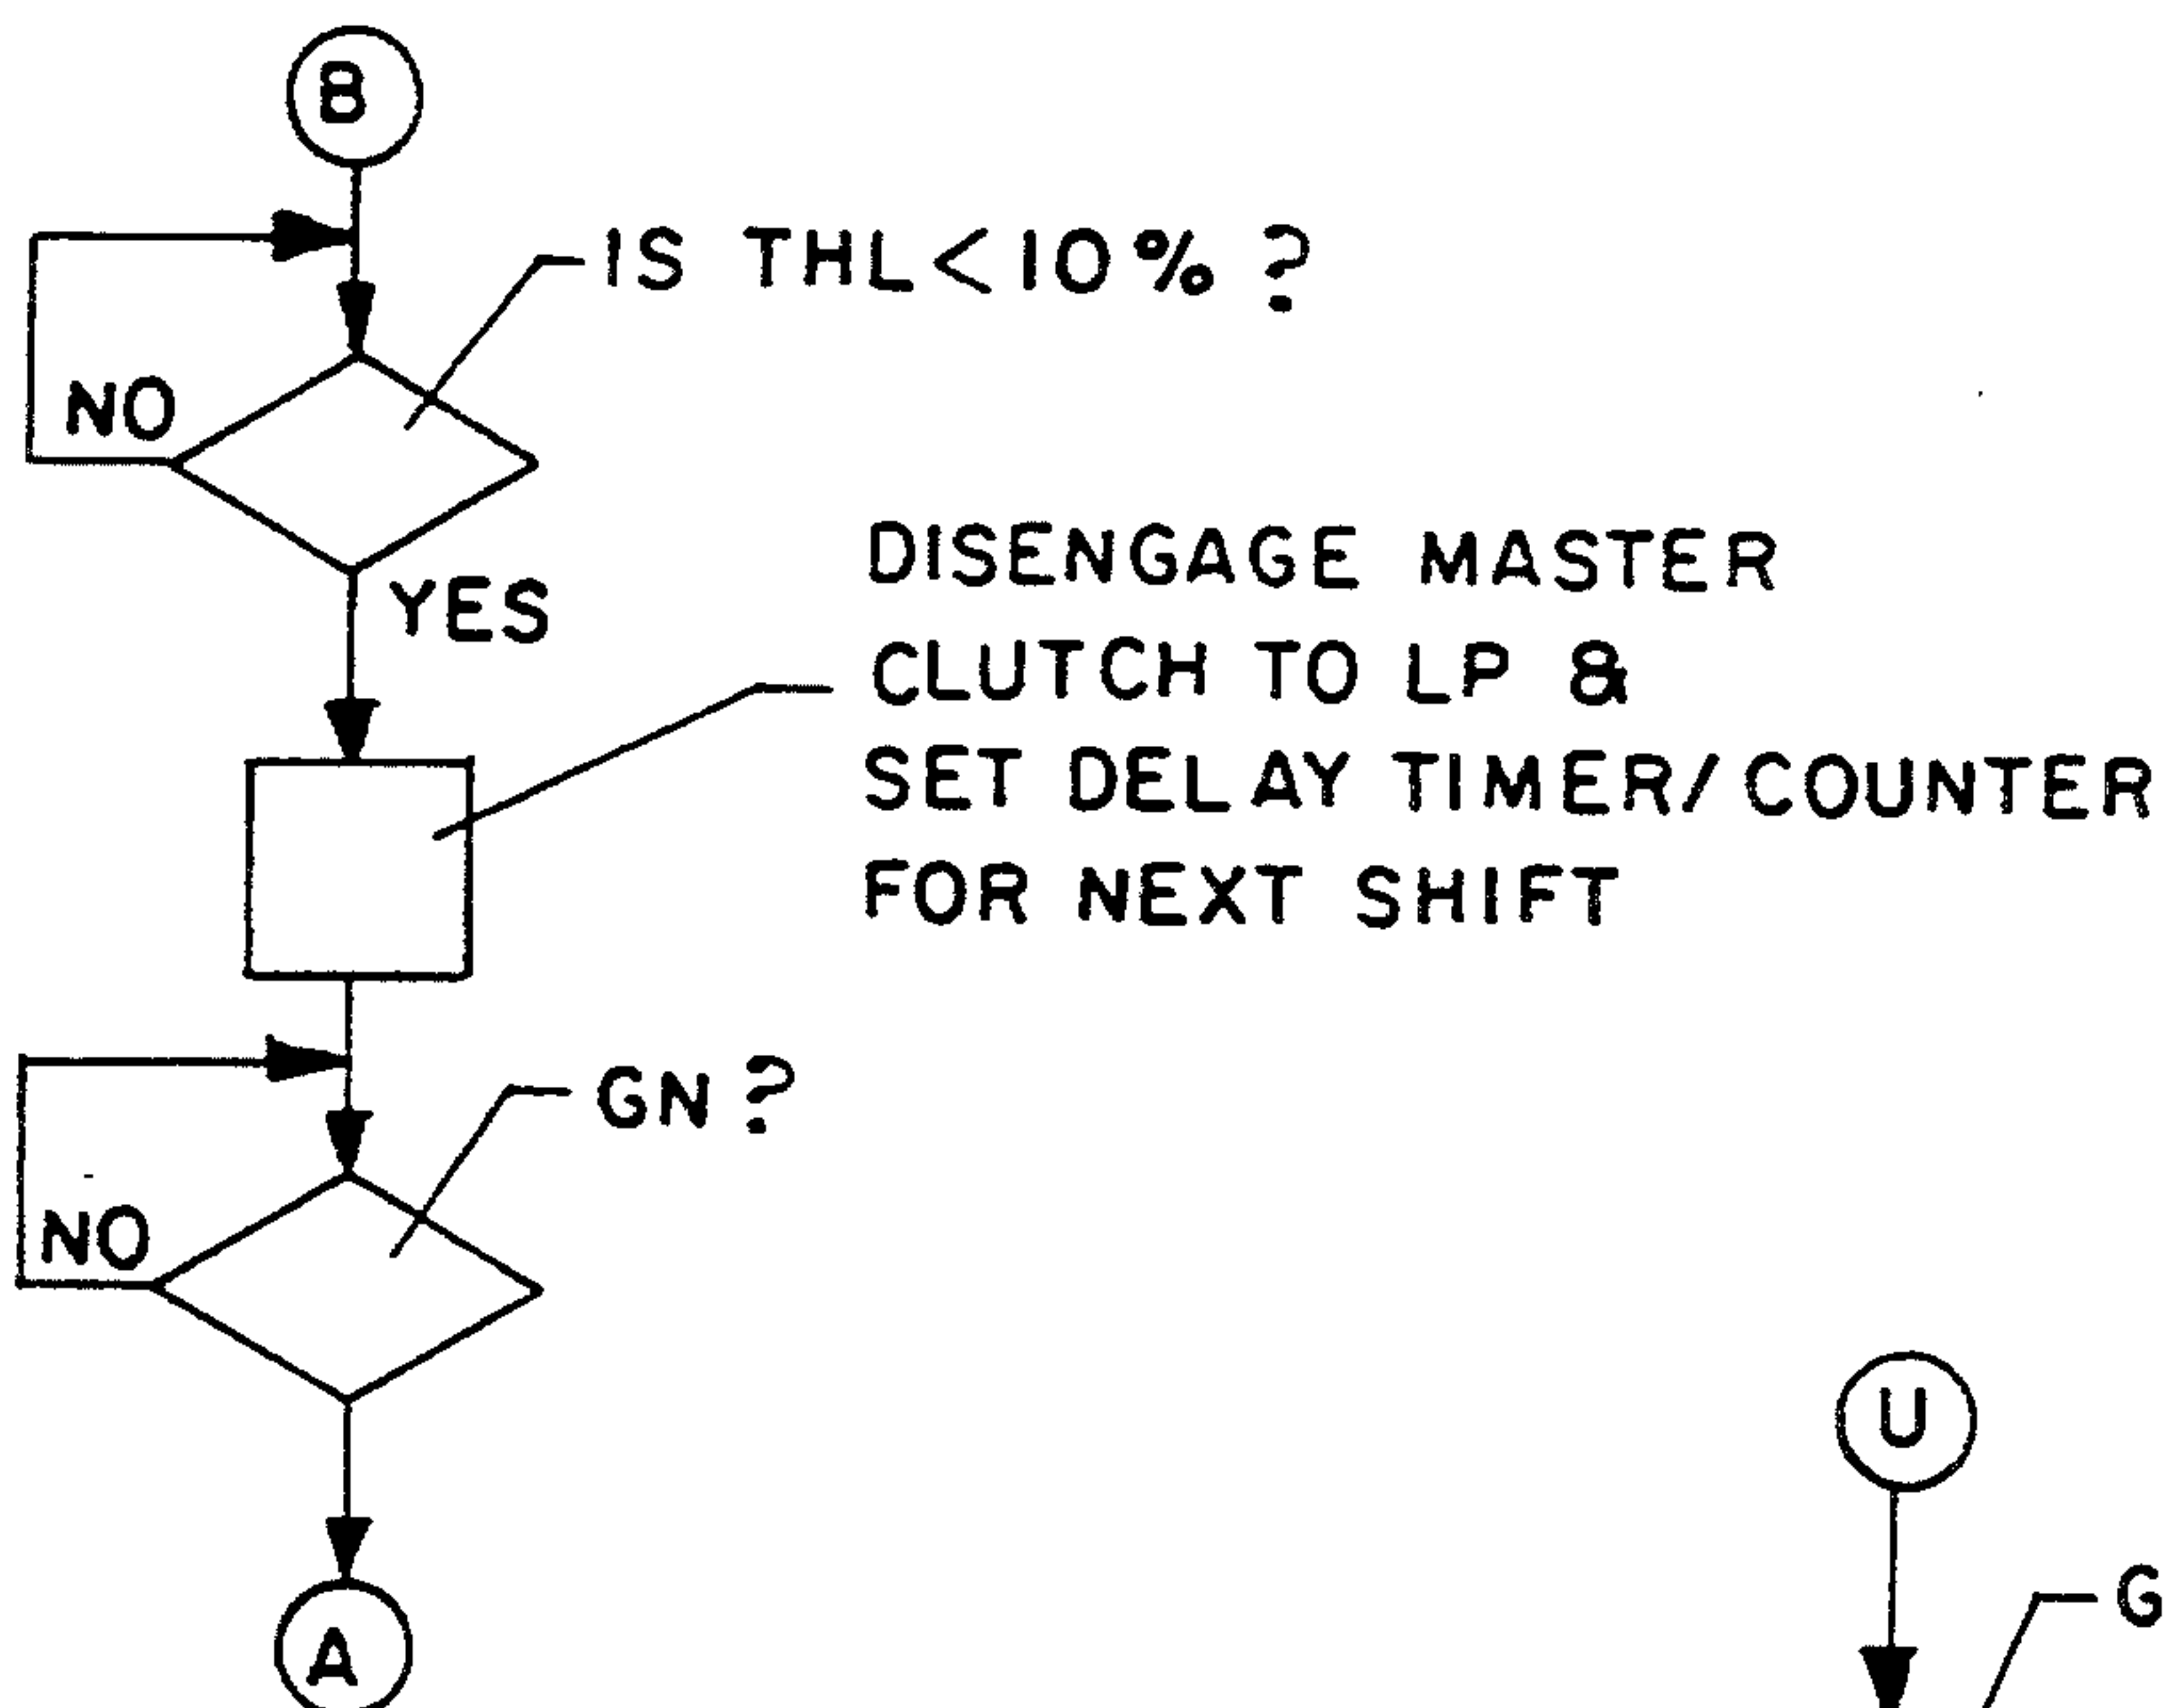 8
IS THL<10% ?
NO
YES
DISENGAGE MASTER
CLUTCH TO LP &
SET DELAY TIMER/COUNTER
FOR NEXT SHIFT
GN ?
NO
A
U
G